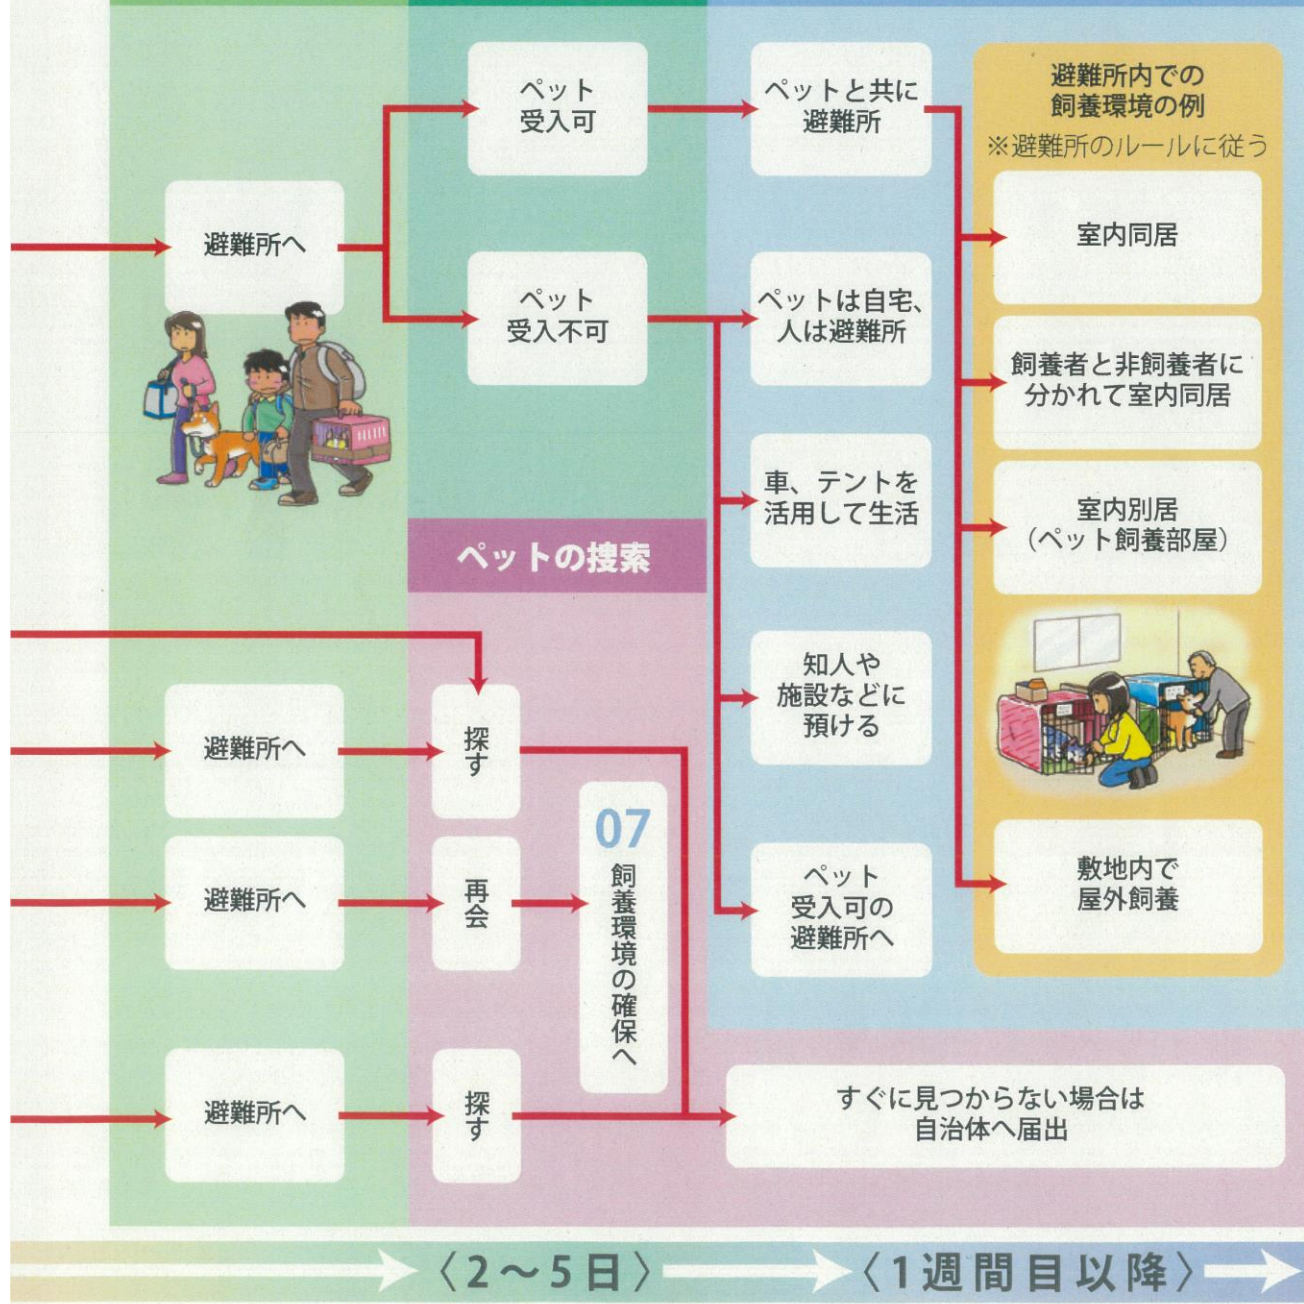 避難所へ
ペット
受入可
ペット
受入不可
ペットと共に
避難所
ペットは自宅、
人は避難所
車、テントを
活用して生活
知人や
施設などに
預ける
ペット
受入可の
避難所へ
避難所内での
飼養環境の例
※避難所のルールに従う
室内同居
飼養者と非飼養者に
分かれて室内同居
室内別居
（ペット飼養部屋）
敷地内で
屋外飼養
ペットの捜索
避難所へ
探す
避難所へ
再会
07
飼養環境の確保へ
避難所へ
探す
すぐに見つからない場合は
自治体へ届出
〈2～5日〉
〈1週間目以降〉